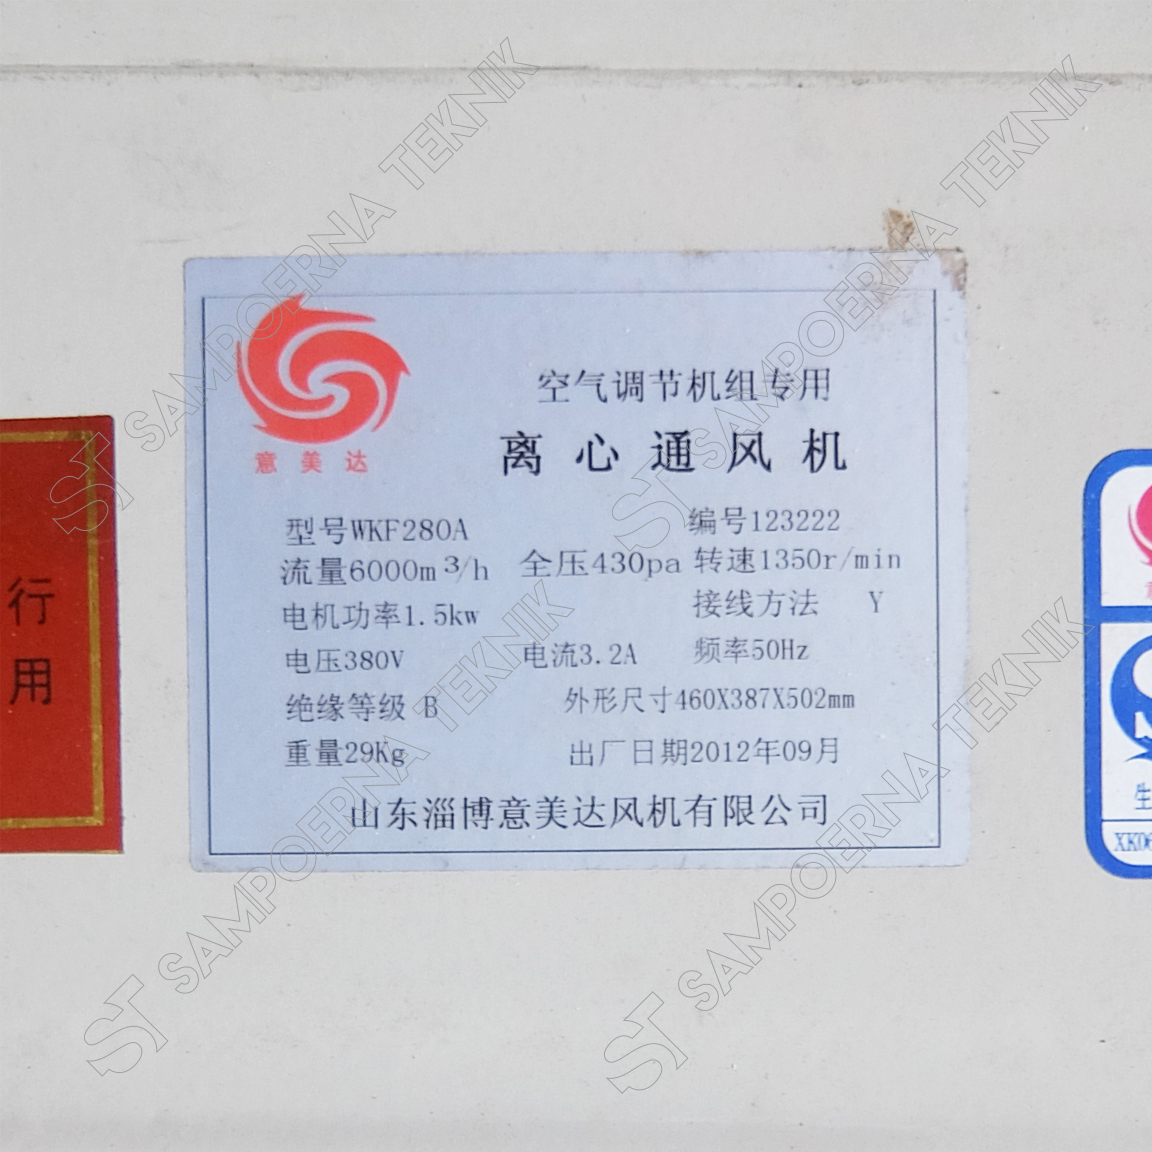 意美达
空气调节机组专用
离心通风机
型号WKF280A 编号123222
流量6000m³/h 全压430pa 转速1350r/min
电机功率1.5kw 接线方法 Y
电压380V 电流3.2A 频率50Hz
绝缘等级 B 外形尺寸460X387X502mm
重量29Kg 出厂日期2012年09月
山东淄博意美达风机有限公司
行
用
生
XK06
ST SAMPOERNA TEKNIK
ST SAMPOERNA TEKNIK
ST SAMPOERNA TEKNIK
ST SAMPOERNA TEKNIK